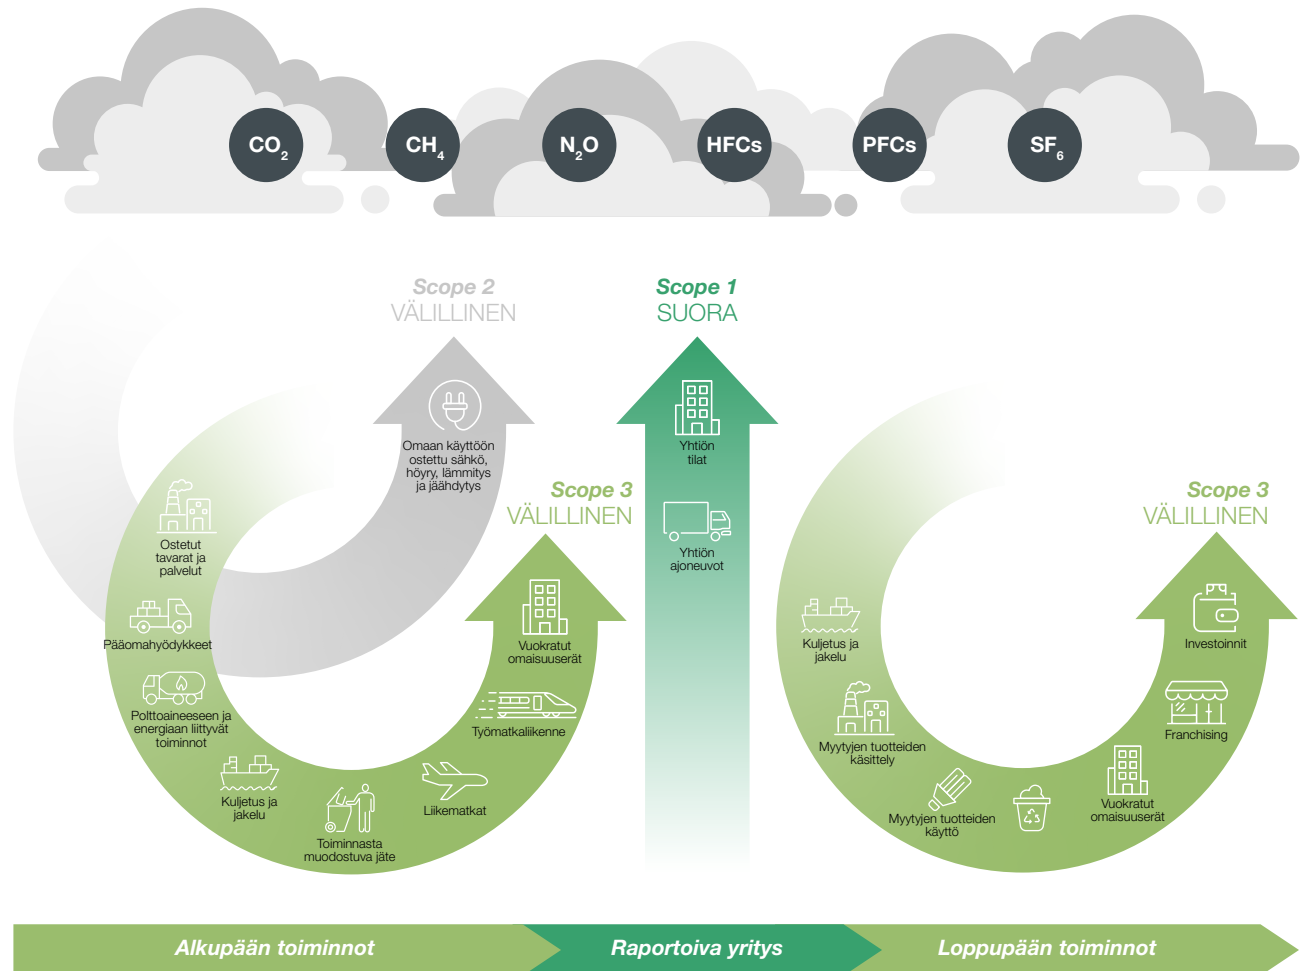 CO₂
CH₄
N₂O
HFCs
PFCs
SF₆
Scope 2
VÄLILLINEN
Scope 1
SUORA
Omaan käyttöön
ostettu sähkö,
höyry, lämmitys
ja jäähdytys
Yhtiön
tilat
Yhtiön
ajoneuvot
Scope 3
VÄLILLINEN
Ostetut
tavarat ja
palvelut
Pääomahyödykkeet
Polttoaineeseen ja
energiaan liittyvät
toiminnot
Kuljetus ja
jakelu
Toiminnasta
muodostuva jäte
Liikematkat
Työmatkaliikenne
Vuokratut
omaisuuserät
Scope 3
VÄLILLINEN
Kuljetus ja
jakelu
Myytyjen tuotteiden
käsittely
Myytyjen tuotteiden
käyttö
Vuokratut
omaisuuserät
Franchising
Investoinnit
Alkupään toiminnot
Raportoiva yritys
Loppupään toiminnot